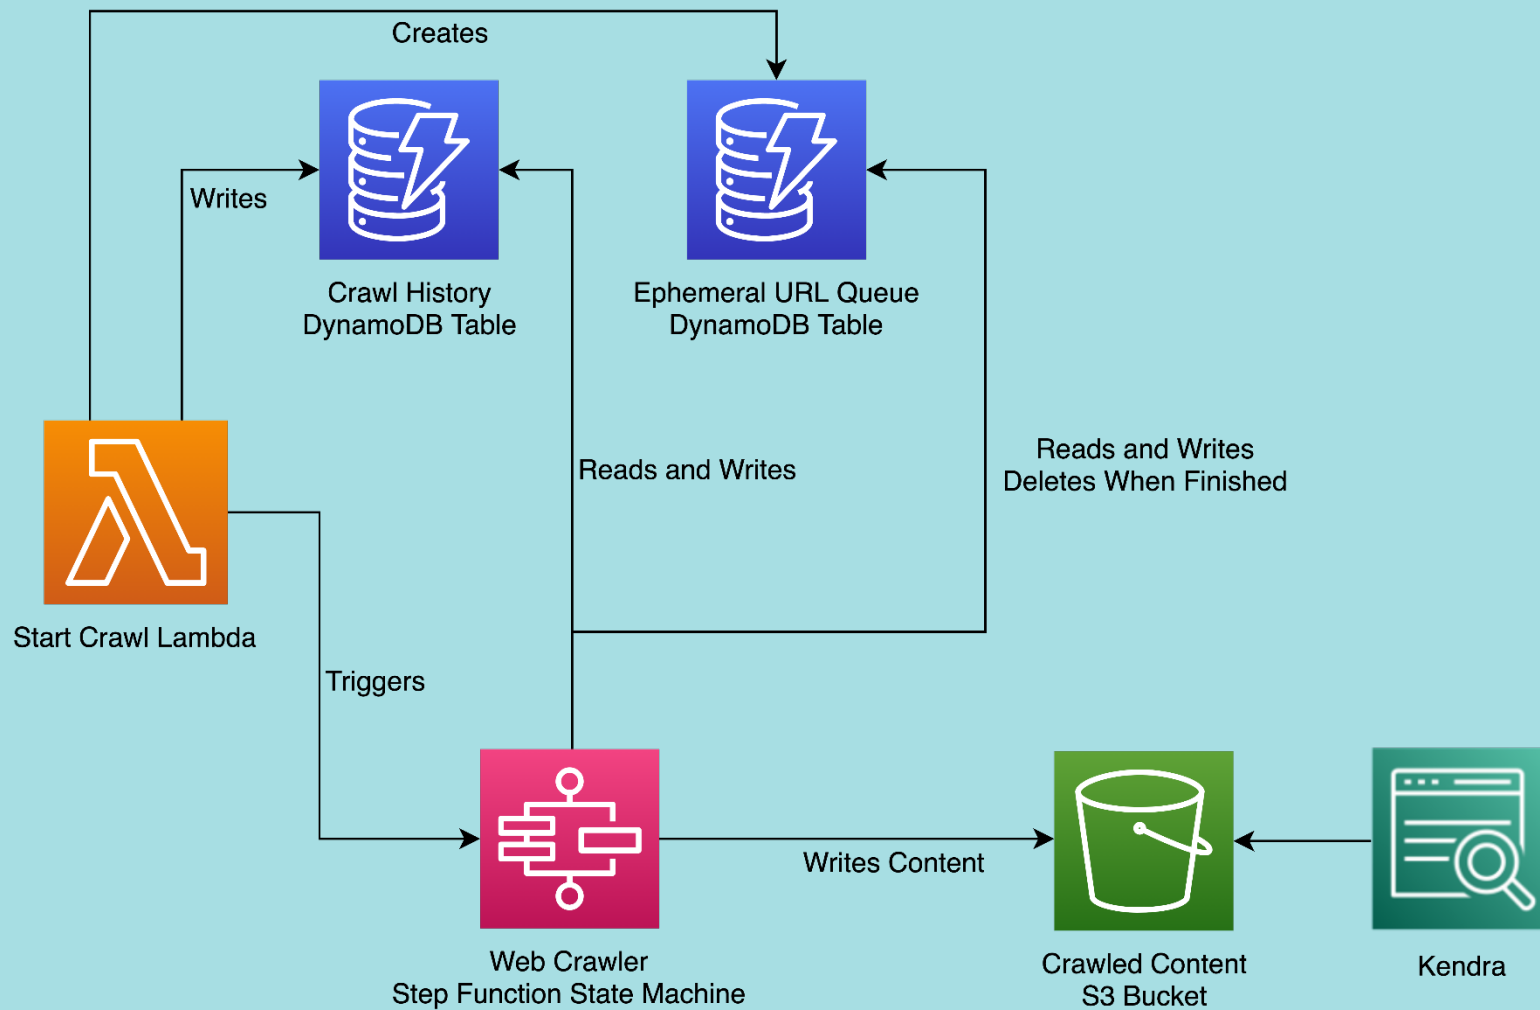 Creates
Writes
Crawl History
DynamoDB Table
Ephemeral URL Queue
DynamoDB Table
Reads and Writes
Reads and Writes
Deletes When Finished
Start Crawl Lambda
Triggers
Writes Content
Web Crawler
Step Function State Machine
Crawled Content
S3 Bucket
Kendra